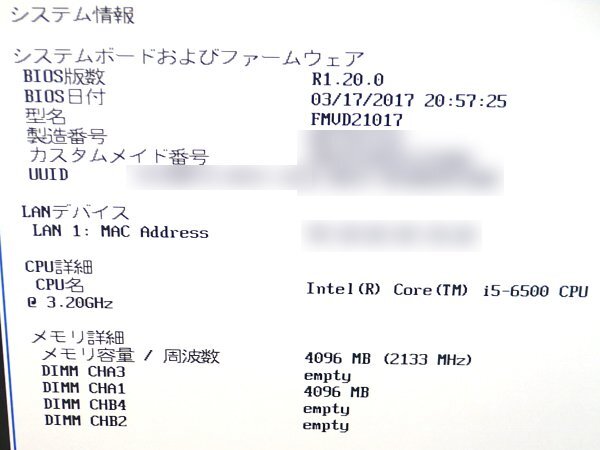 システム情報
システムボードおよびファームウェア
BIOS版数 R1.20.0
BIOS日付 03/17/2017 20:57:25
型名 FMVD21017
製造番号
カスタムメイド番号
UUID
LANデバイス
LAN 1: MAC Address
CPU詳細
CPU名 Intel(R) Core(TM) i5-6500 CPU
@ 3.20GHz
メモリ詳細
メモリ容量 / 周波数 4096 MB (2133 MHz)
DIMM CHA3 empty
DIMM CHA1 4096 MB
DIMM CHB4 empty
DIMM CHB2 empty